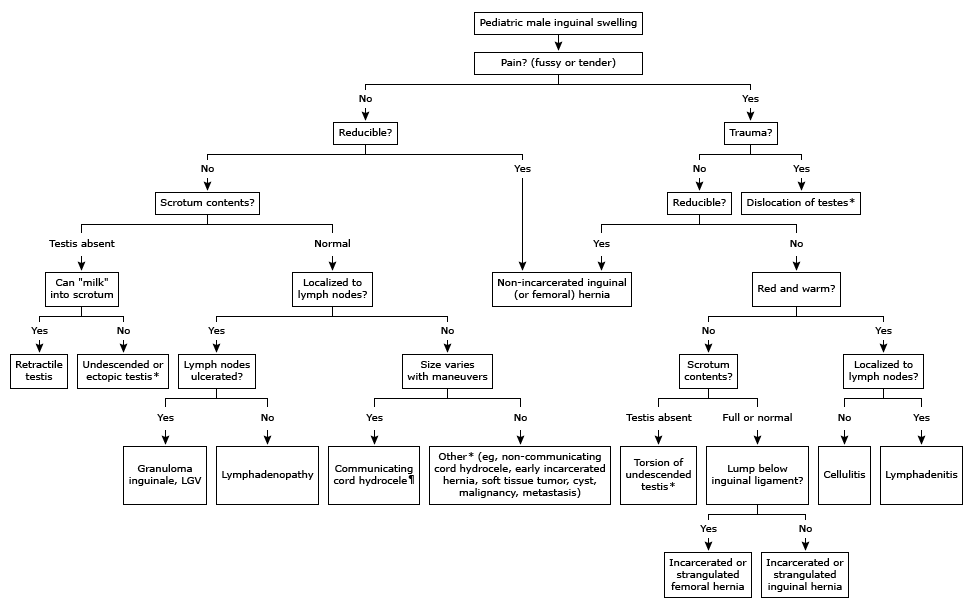 Pediatric male inguinal swelling
Pain? (fussy or tender)
No
Yes
Reducible?
Trauma?
No
Yes
No
Yes
Scrotum contents?
Reducible?
Dislocation of testes*
Testis absent
Normal
Yes
No
Can "milk"
into scrotum
Localized to
lymph nodes?
Non-incarcerated inguinal
(or femoral) hernia
Red and warm?
Yes
No
Yes
No
No
Yes
Retractile
testis
Undescended or
ectopic testis*
Lymph nodes
ulcerated?
Size varies
with maneuvers
Scrotum
contents?
Localized to
lymph nodes?
Yes
No
Yes
No
Testis absent
Full or normal
No
Yes
Granuloma
inguinale, LGV
Lymphadenopathy
Communicating
cord hydrocele¶
Other* (eg, non-communicating
cord hydrocele, early incarcerated
hernia, soft tissue tumor, cyst,
malignancy, metastasis)
Torsion of
undescended
testis*
Lump below
inguinal ligament?
Cellulitis
Lymphadenitis
Yes
No
Incarcerated or
strangulated
femoral hernia
Incarcerated or
strangulated
inguinal hernia